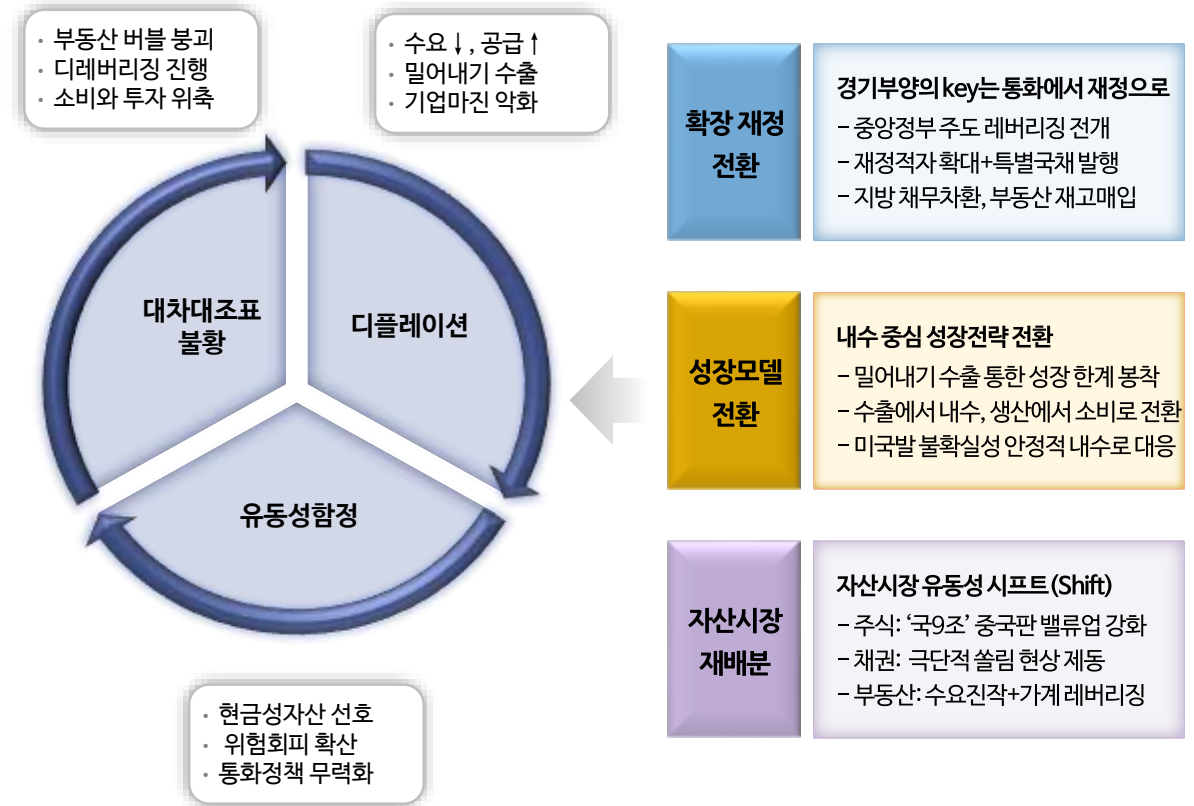 · 부동산 버블 붕괴
· 디레버리징 진행
· 소비와 투자 위축
· 수요↓, 공급↑
· 밀어내기 수출
· 기업마진 악화
대차대조표
불황
디플레이션
유동성함정
· 현금성자산 선호
· 위험회피 확산
· 통화정책 무력화
확장 재정
전환
경기부양의 key는 통화에서 재정으로
– 중앙정부 주도 레버리징 전개
– 재정적자 확대+특별국채 발행
– 지방 채무차환, 부동산 재고매입
성장모델
전환
내수 중심 성장전략 전환
– 밀어내기 수출 통한 성장 한계 봉착
– 수출에서 내수, 생산에서 소비로 전환
– 미국발 불확실성 안정적 내수로 대응
자산시장
재배분
자산시장 유동성 시프트(Shift)
– 주식: ‘국9조’ 중국판 밸류업 강화
– 채권: 극단적 쏠림 현상 제동
– 부동산: 수요진작+가계 레버리징